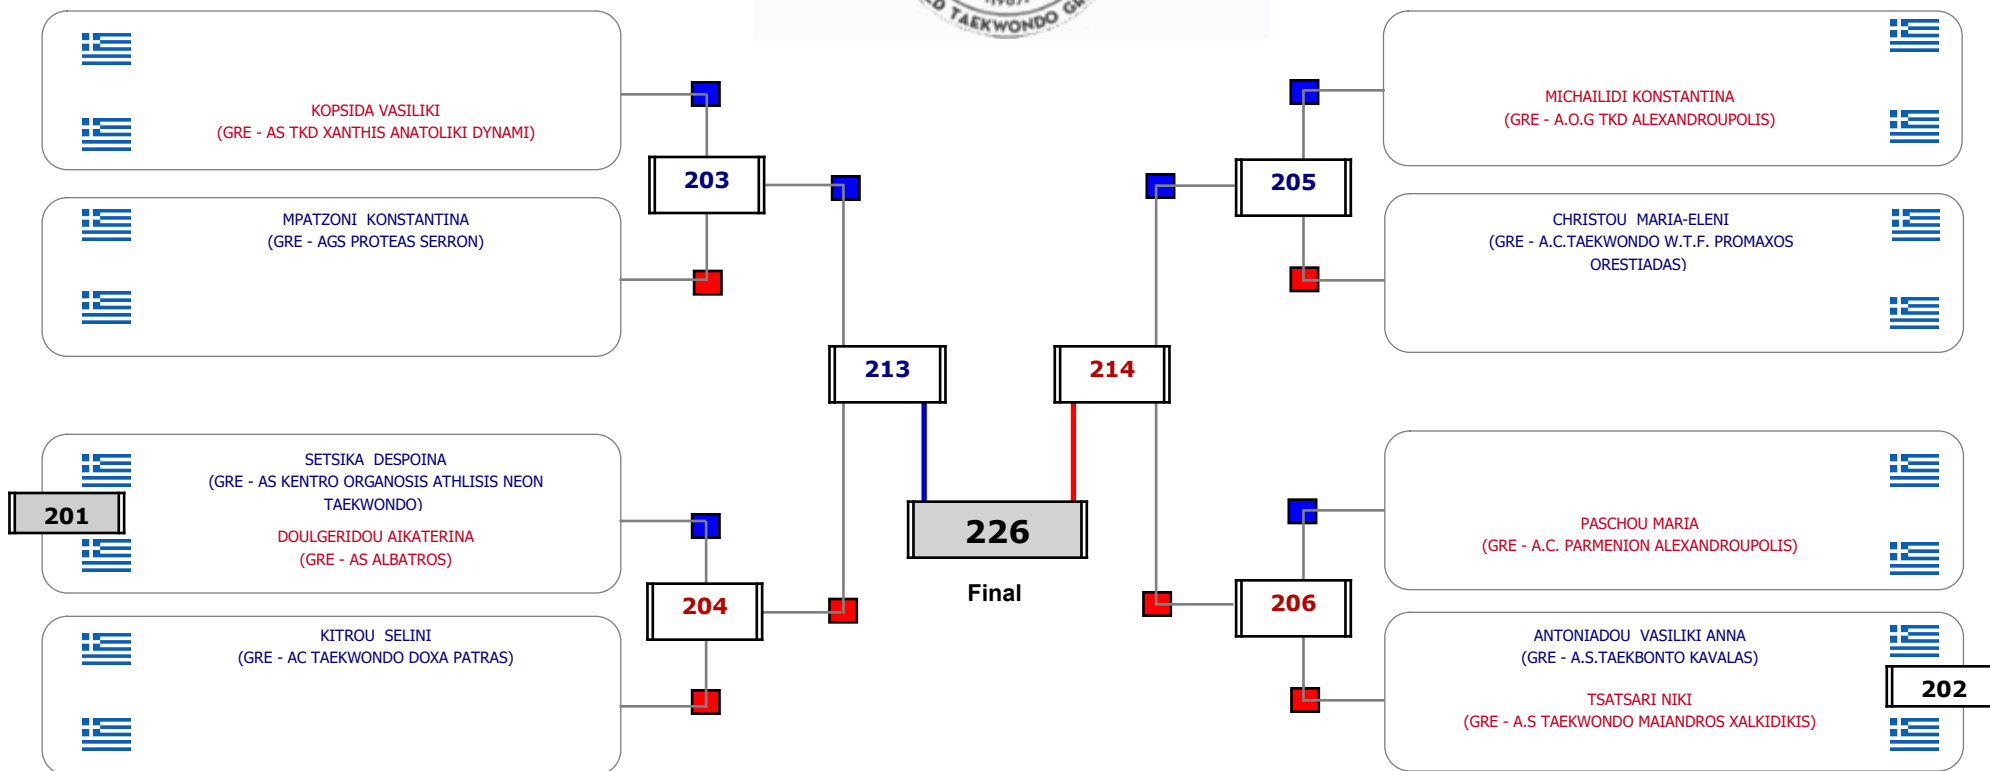 TAEKWONDO
KOPSIDA VASILIKI
(GRE - AS TKD XANTHIS ANATOLIKI DYNAMI)
MPATZONI KONSTANTINA
(GRE - AGS PROTEAS SERRON)
203
213
SETSIKA DESPOINA
(GRE - AS KENTRO ORGANOSIS ATHLISIS NEON
TAEKWONDO)
201
DOULGERIDOU AIKATERINA
(GRE - AS ALBATROS)
KITROU SELINI
(GRE - AC TAEKWONDO DOXA PATRAS)
204
226
Final
MICHAILIDI KONSTANTINA
(GRE - A.O.G TKD ALEXANDROUPOLIS)
205
CHRISTOU MARIA-ELENI
(GRE - A.C.TAEKWONDO W.T.F. PROMAXOS
ORESTIADAS)
214
PASCHOU MARIA
(GRE - A.C. PARMENION ALEXANDROUPOLIS)
206
ANTONIADOU VASILIKI ANNA
(GRE - A.S.TAEKBONTO KAVALAS)
202
TSATSARI NIKI
(GRE - A.S TAEKWONDO MAIANDROS XALKIDIKIS)